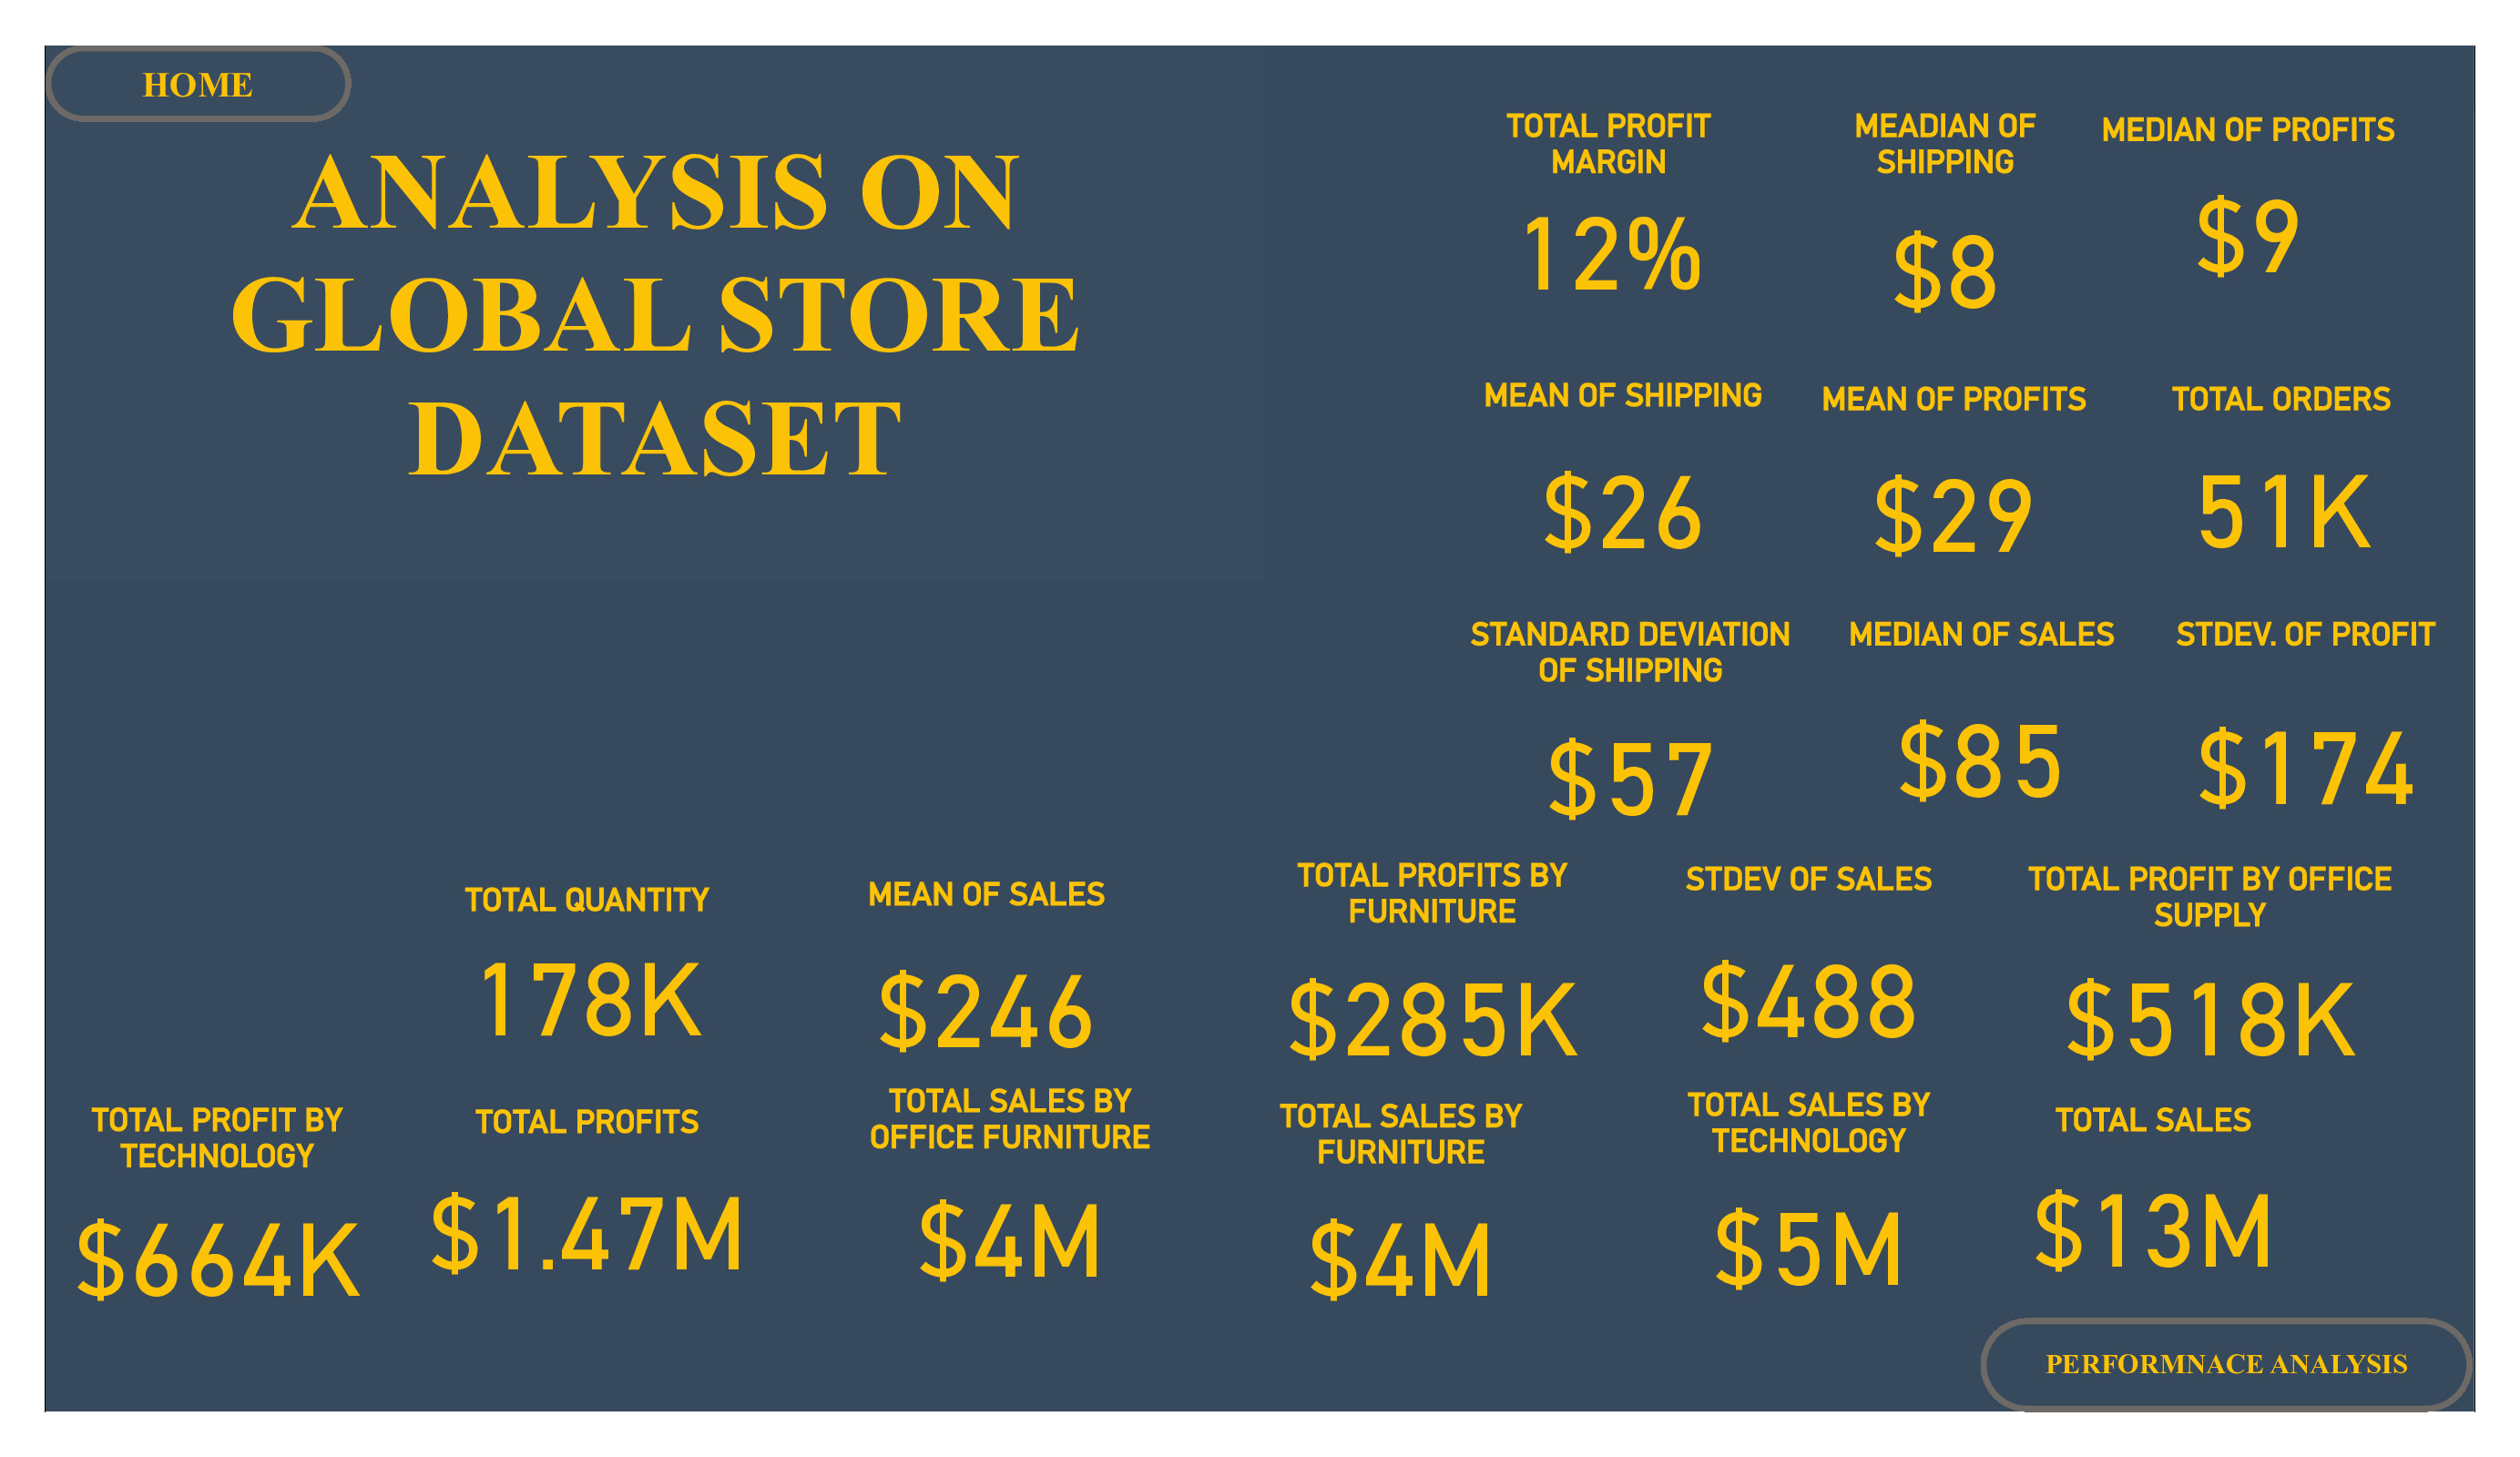 HOME
ANALYSIS ON
GLOBAL STORE
DATASET
TOTAL PROFIT
MARGIN
12%
MEADIAN OF
SHIPPING
$8
MEDIAN OF PROFITS
$9
MEAN OF SHIPPING
$26
MEAN OF PROFITS
$29
TOTAL ORDERS
51K
STANDARD DEVIATION
OF SHIPPING
$57
MEDIAN OF SALES
$85
STDEV. OF PROFIT
$174
TOTAL QUANTITY
178K
MEAN OF SALES
$246
TOTAL PROFITS BY
FURNITURE
$285K
STDEV OF SALES
$488
TOTAL PROFIT BY OFFICE
SUPPLY
$518K
TOTAL PROFIT BY
TECHNOLOGY
$664K
TOTAL PROFITS
$1.47M
TOTAL SALES BY
OFFICE FURNITURE
$4M
TOTAL SALES BY
FURNITURE
$4M
TOTAL SALES BY
TECHNOLOGY
$5M
TOTAL SALES
$13M
PERFORMNACE ANALYSIS